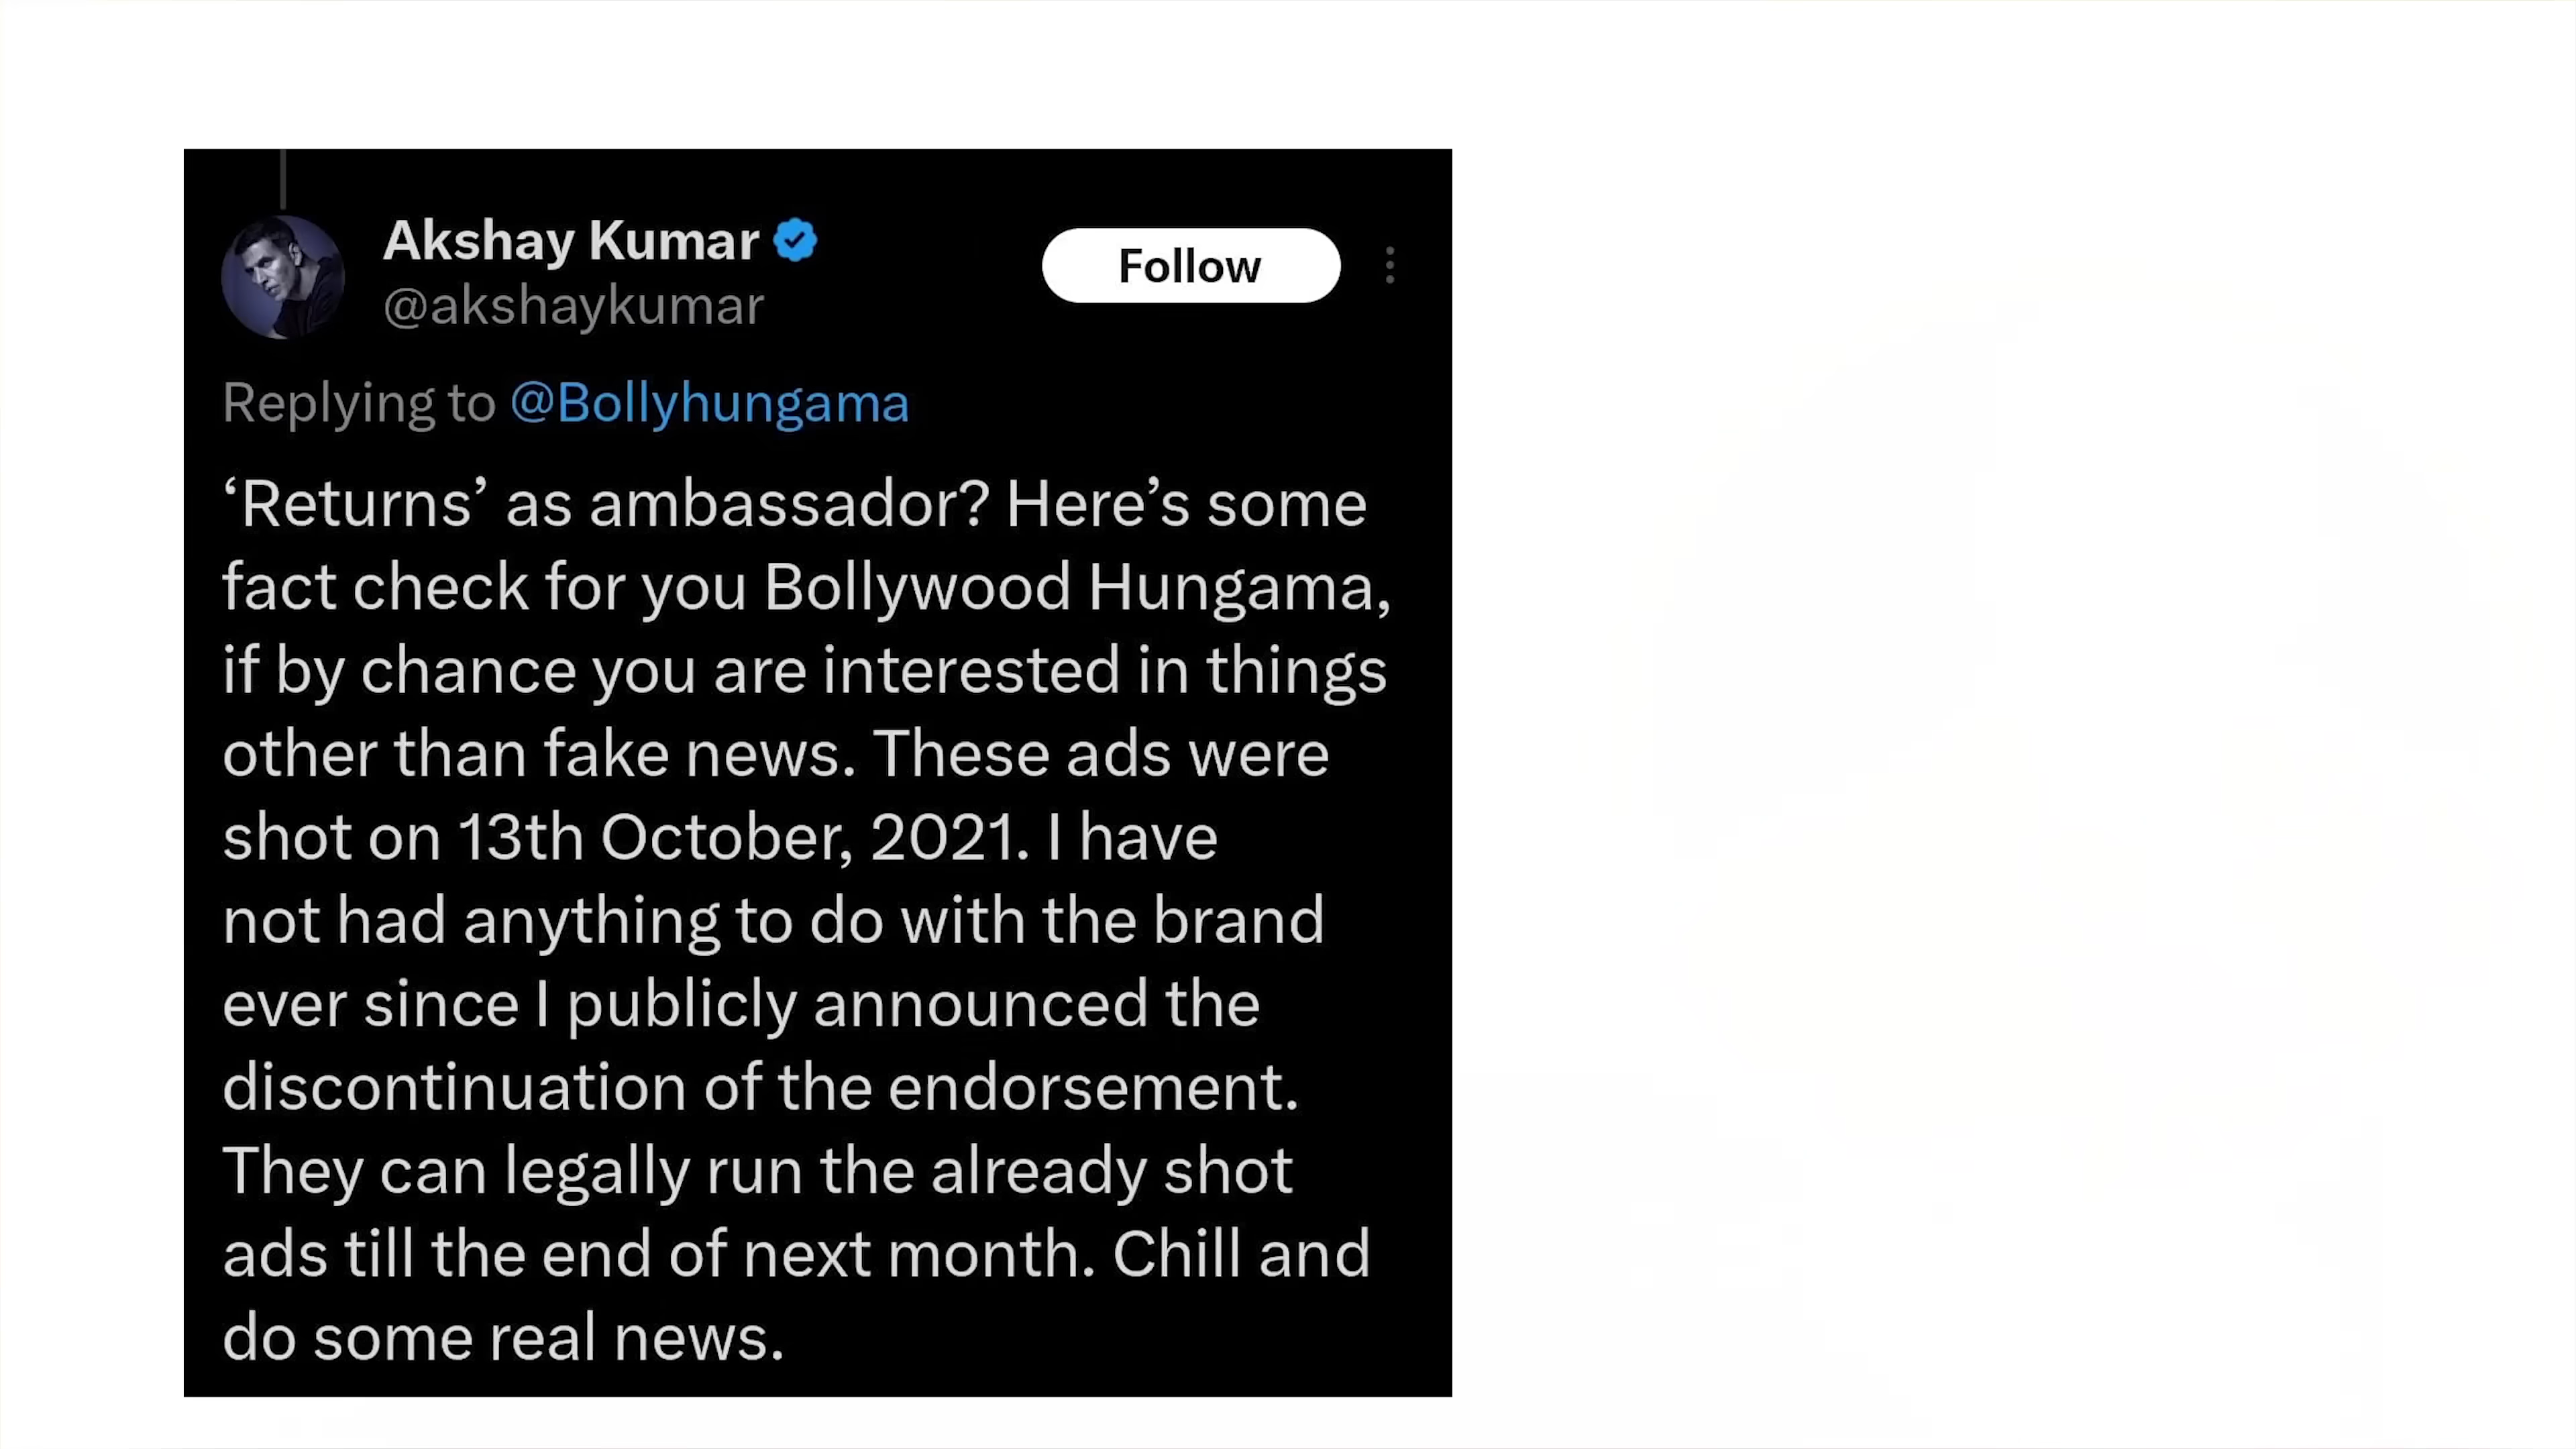 Akshay Kumar
@akshaykumar
Follow
Replying to @Bollyhungama
‘Returns’ as ambassador? Here’s some
fact check for you Bollywood Hungama,
if by chance you are interested in things
other than fake news. These ads were
shot on 13th October, 2021. I have
not had anything to do with the brand
ever since I publicly announced the
discontinuation of the endorsement.
They can legally run the already shot
ads till the end of next month. Chill and
do some real news.